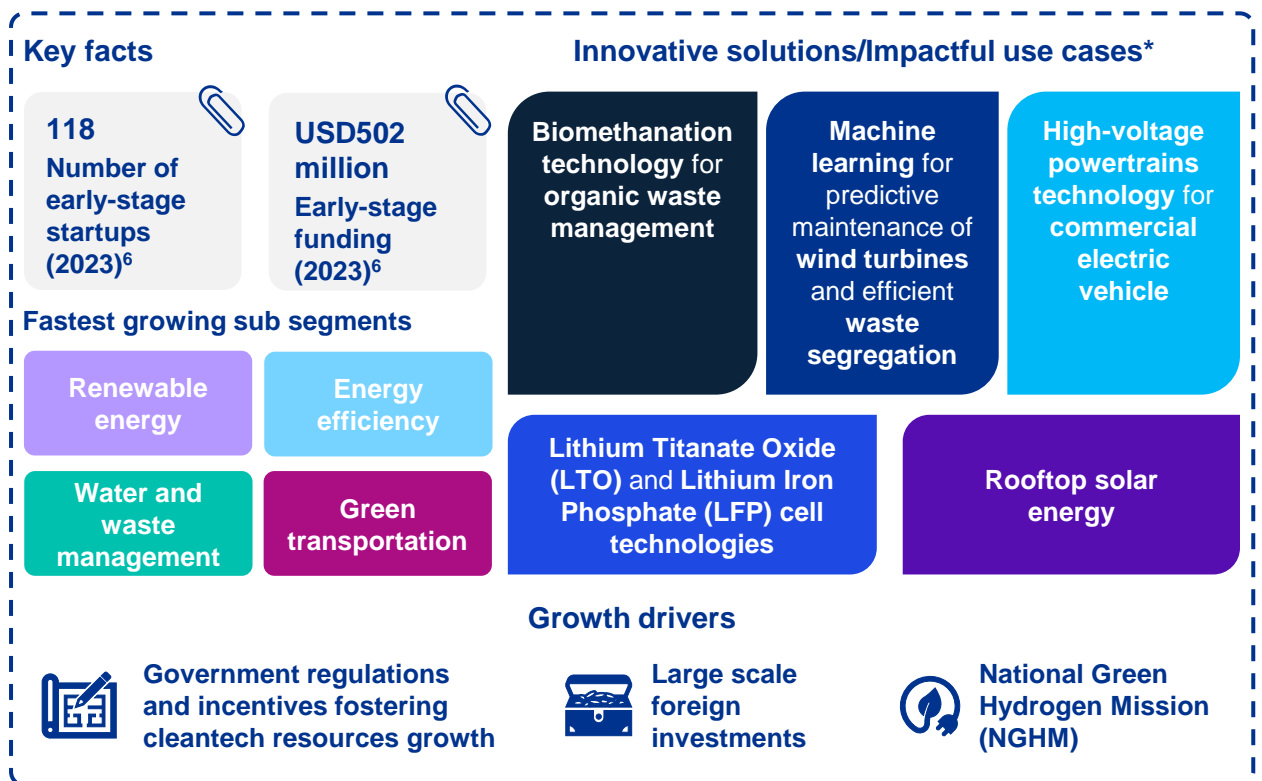 Key facts
118
Number of
early-stage
startups
(2023)6
USD502
million
Early-stage
funding
(2023)6
Fastest growing sub segments
Renewable
energy
Energy
efficiency
Water and
waste
management
Green
transportation
Innovative solutions/Impactful use cases*
Biomethanation
technology for
organic waste
management
Machine
learning for
predictive
maintenance of
wind turbines
and efficient
waste
segregation
High-voltage
powertrains
technology for
commercial
electric
vehicle
Lithium Titanate Oxide
(LTO) and Lithium Iron
Phosphate (LFP) cell
technologies
Rooftop solar
energy
Growth drivers
Government regulations
and incentives fostering
cleantech resources growth
Large scale
foreign
investments
National Green
Hydrogen Mission
(NGHM)